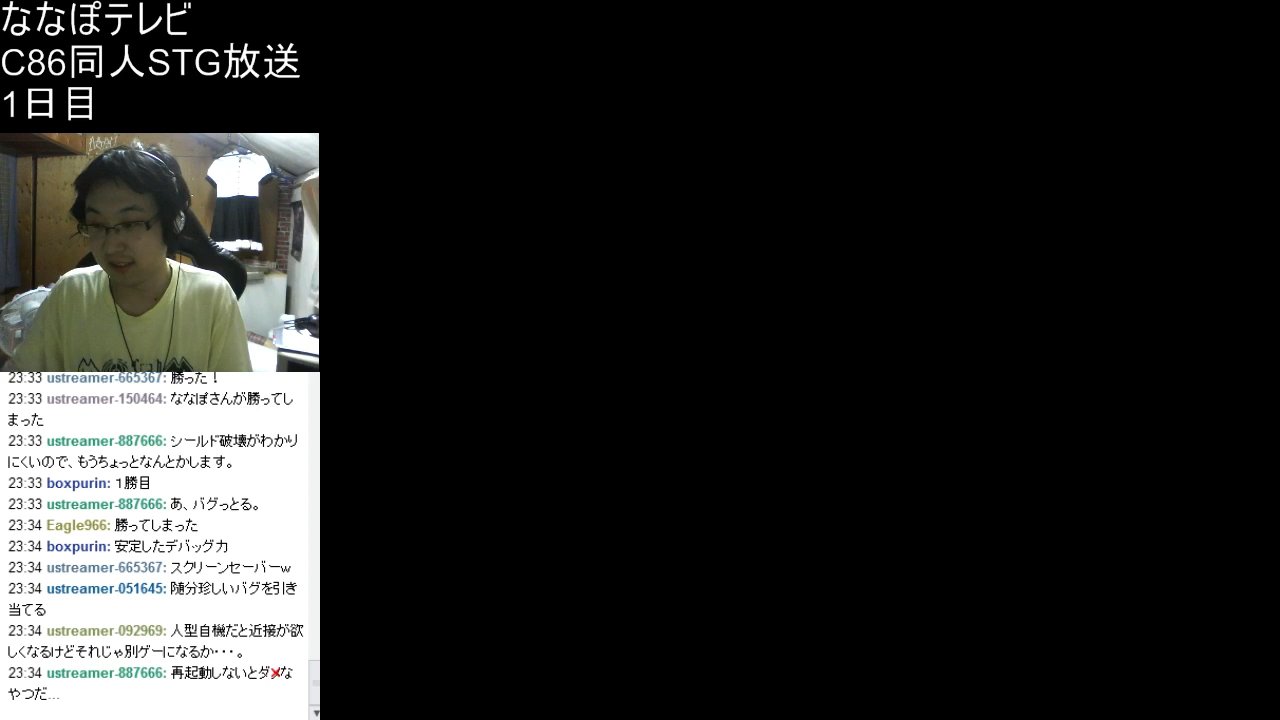 ななぽテレビ
C86同人STG放送
1日目
23:33 ustreamer-665367: 勝った！
23:33 ustreamer-150464: ななぽさんが勝ってし
まった
23:33 ustreamer-887666: シールド破壊がわかり
にくいので、もうちょっとなんとかします。
23:33 boxpurin: 1勝目
23:33 ustreamer-887666: あ、バグっとる。
23:34 Eagle966: 勝ってしまった
23:34 boxpurin: 安定したデバッグ力
23:34 ustreamer-665367: スクリーンセーバーw
23:34 ustreamer-051645: 随分珍しいバグを引き
当てる
23:34 ustreamer-092969: 人型自機だと近接が欲
しくなるけどそれじゃ別ゲーになるか・・・。
23:34 ustreamer-887666: 再起動しないとダメな
やつだ...